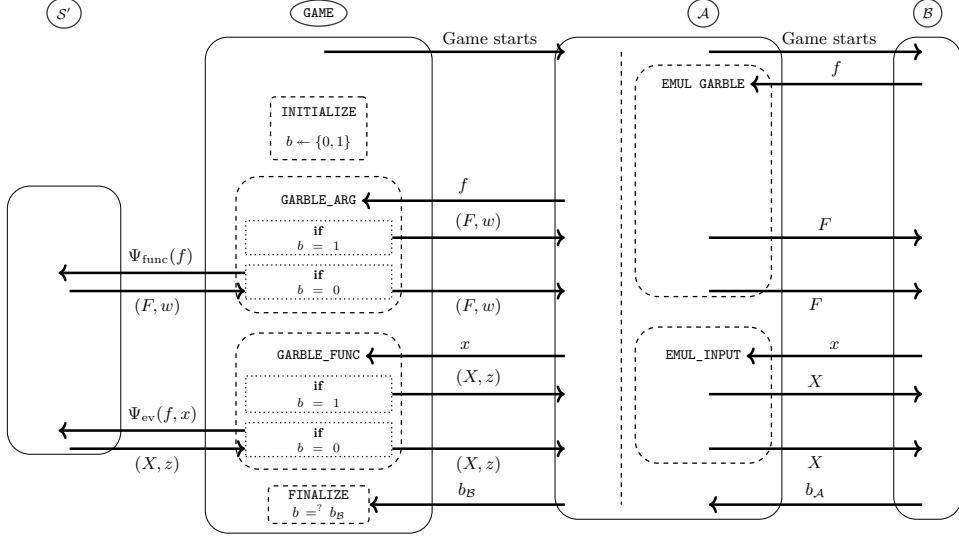 S′ GAME A B
Game starts Game starts
EMUL GARBLE f
INITIALIZE
b ↞ {0,1}
GARBLE_ARG f
if (F, w)
b = 1 F
Ψfunc(f) if
b = 0
(F, w) (F, w) F
GARBLE_FUNC x EMUL_INPUT x
if (X, z) X
b = 1
Ψev(f, x) if
b = 0
(X, z) (X, z) X
FINALIZE bB bA
b =? bB